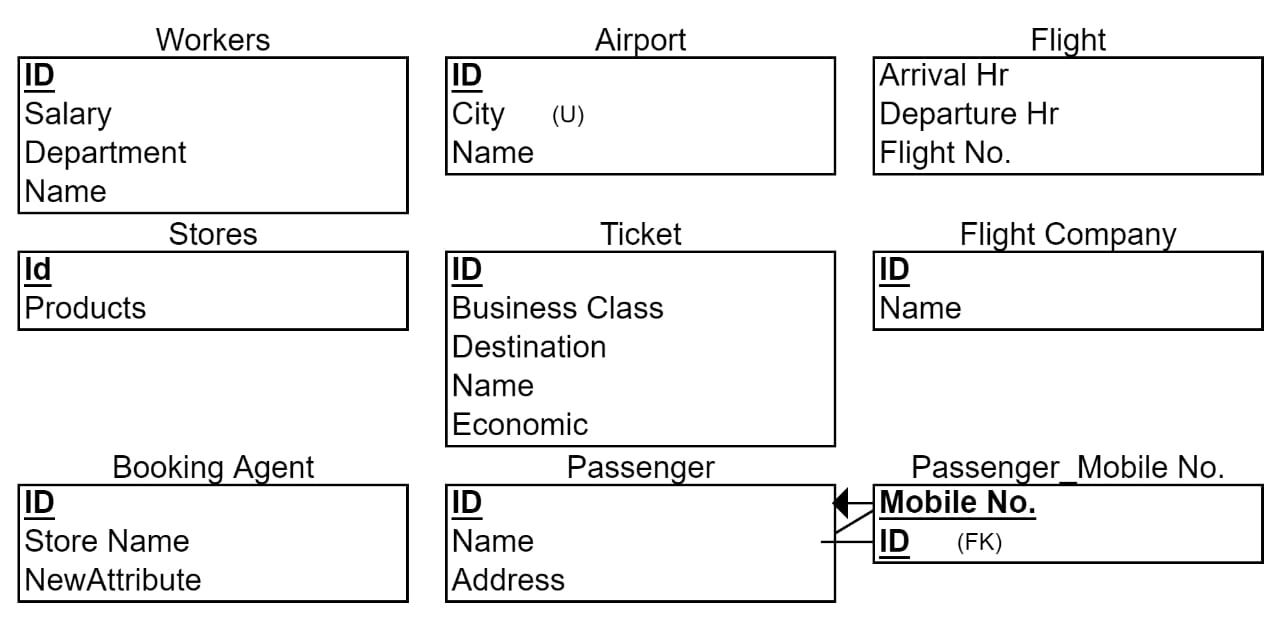 Workers
ID
Salary
Department
Name
Airport
ID
City (U)
Name
Flight
Arrival Hr
Departure Hr
Flight No.
Stores
Id
Products
Ticket
ID
Business Class
Destination
Name
Economic
Flight Company
ID
Name
Booking Agent
ID
Store Name
NewAttribute
Passenger
ID
Name
Address
Passenger_Mobile No.
Mobile No.
ID (FK)